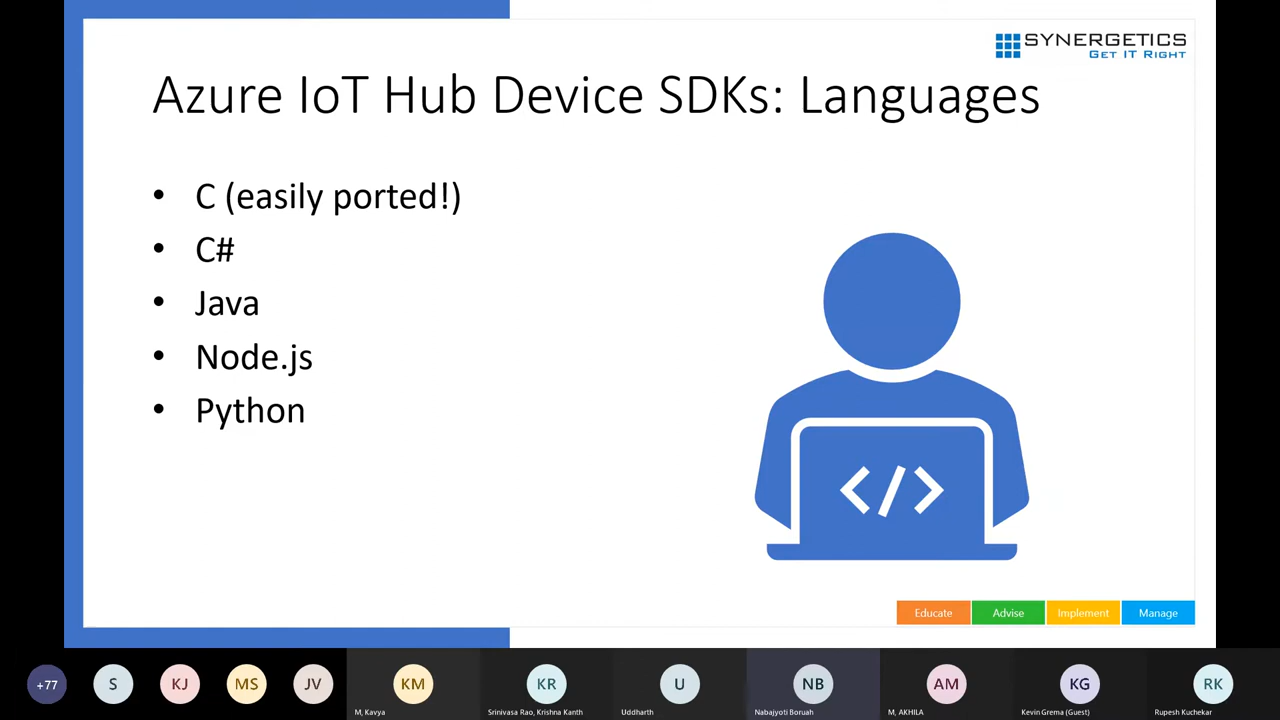 SYNERGETICS
GET IT RIGHT
Azure IoT Hub Device SDKs: Languages
• C (easily ported!)
• C#
• Java
• Node.js
• Python
</>
Educate Advise Implement Manage
+77 S KJ MS JV KM KR U NB AM KG RK
M, Kavya Srinivasa Rao, Krishna Kanth Uddharth Nabajyoti Boruah M, AKHILA Kevin Grema (Guest) Rupesh Kuchekar